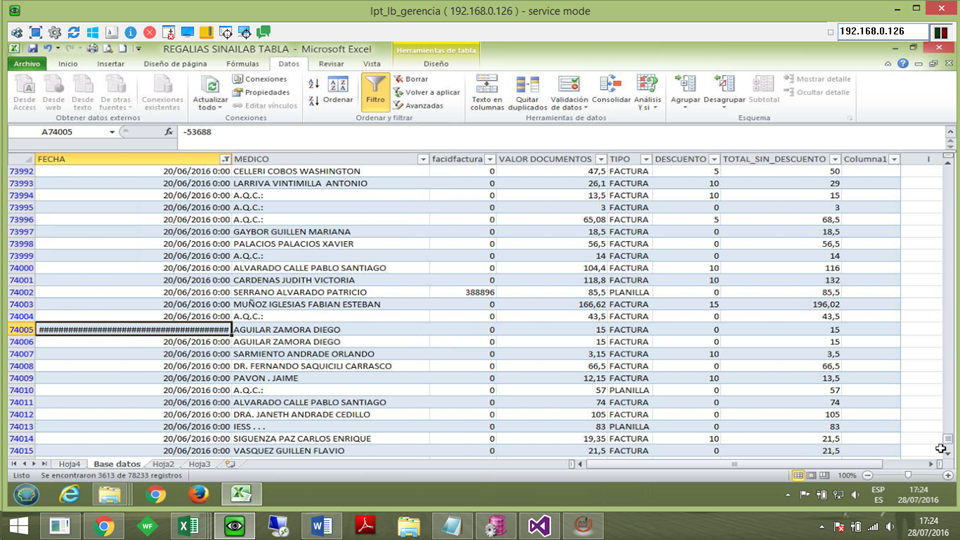 lpt_lb_gerencia ( 192.168.0.126 ) - service mode
192.168.0.126
REGALIAS SINAILAB TABLA - Microsoft Excel
Herramientas de tabla
Archivo Inicio Insertar Diseño de página Fórmulas Datos Revisar Vista Diseño
Desde Access
Desde web
Desde texto
De otras fuentes
Conexiones existentes
Actualizar todo
Conexiones
Propiedades
Editar vínculos
Ordenar
Filtro
Borrar
Volver a aplicar
Avanzadas
Texto en columnas
Quitar duplicados
Validación de datos
Consolidar
Análisis Y si
Agrupar
Desagrupar
Subtotal
Mostrar detalle
Ocultar detalle
Obtener datos externos Conexiones Ordenar y filtrar Herramientas de datos Esquema
A74005 fx -53688
FECHA MEDICO facidfactura VALOR DOCUMENTOS TIPO DESCUENTO TOTAL_SIN_DESCUENTO Columna1 I
73992 20/06/2016 0:00 CELLERI COBOS WASHINGTON 0 47,5 FACTURA 5 50
73993 20/06/2016 0:00 LARRIVA VINTIMILLA ANTONIO 0 26,1 FACTURA 10 29
73994 20/06/2016 0:00 A.Q.C.: 0 13,5 FACTURA 10 15
73995 20/06/2016 0:00 A.Q.C.: 0 3 FACTURA 0 3
73996 20/06/2016 0:00 A.Q.C.: 0 65,08 FACTURA 5 68,5
73997 20/06/2016 0:00 GAYBOR GUILLEN MARIANA 0 18,5 FACTURA 0 18,5
73998 20/06/2016 0:00 PALACIOS PALACIOS XAVIER 0 56,5 FACTURA 0 56,5
73999 20/06/2016 0:00 A.Q.C.: 0 14 FACTURA 0 14
74000 20/06/2016 0:00 ALVARADO CALLE PABLO SANTIAGO 0 104,4 FACTURA 10 116
74001 20/06/2016 0:00 CARDENAS JUDITH VICTORIA 0 118,8 FACTURA 10 132
74002 20/06/2016 0:00 SERRANO ALVARADO PATRICIO 388896 85,5 PLANILLA 0 85,5
74003 20/06/2016 0:00 MUÑOZ IGLESIAS FABIAN ESTEBAN 0 166,62 FACTURA 15 196,02
74004 20/06/2016 0:00 A.Q.C.: 0 43,5 FACTURA 0 43,5
74005 ###################################### AGUILAR ZAMORA DIEGO 0 15 FACTURA 0 15
74006 20/06/2016 0:00 AGUILAR ZAMORA DIEGO 0 15 FACTURA 0 15
74007 20/06/2016 0:00 SARMIENTO ANDRADE ORLANDO 0 3,15 FACTURA 10 3,5
74008 20/06/2016 0:00 DR. FERNANDO SAQUICILI CARRASCO 0 66,5 FACTURA 0 66,5
74009 20/06/2016 0:00 PAVON . JAIME 0 12,15 FACTURA 10 13,5
74010 20/06/2016 0:00 A.Q.C.: 0 57 PLANILLA 0 57
74011 20/06/2016 0:00 ALVARADO CALLE PABLO SANTIAGO 0 74 FACTURA 0 74
74012 20/06/2016 0:00 DRA. JANETH ANDRADE CEDILLO 0 105 FACTURA 0 105
74013 20/06/2016 0:00 IESS . . . 0 83 PLANILLA 0 83
74014 20/06/2016 0:00 SIGUENZA PAZ CARLOS ENRIQUE 0 19,35 FACTURA 10 21,5
74015 20/06/2016 0:00 VASQUEZ GUILLEN FLAVIO 0 21,5 FACTURA 0 21,5
Hoja4 Base datos Hoja2 Hoja3
Listo Se encontraron 3613 de 78233 registros 100%
ESP
ES
17:24
28/07/2016
WF
17:24
28/07/2016